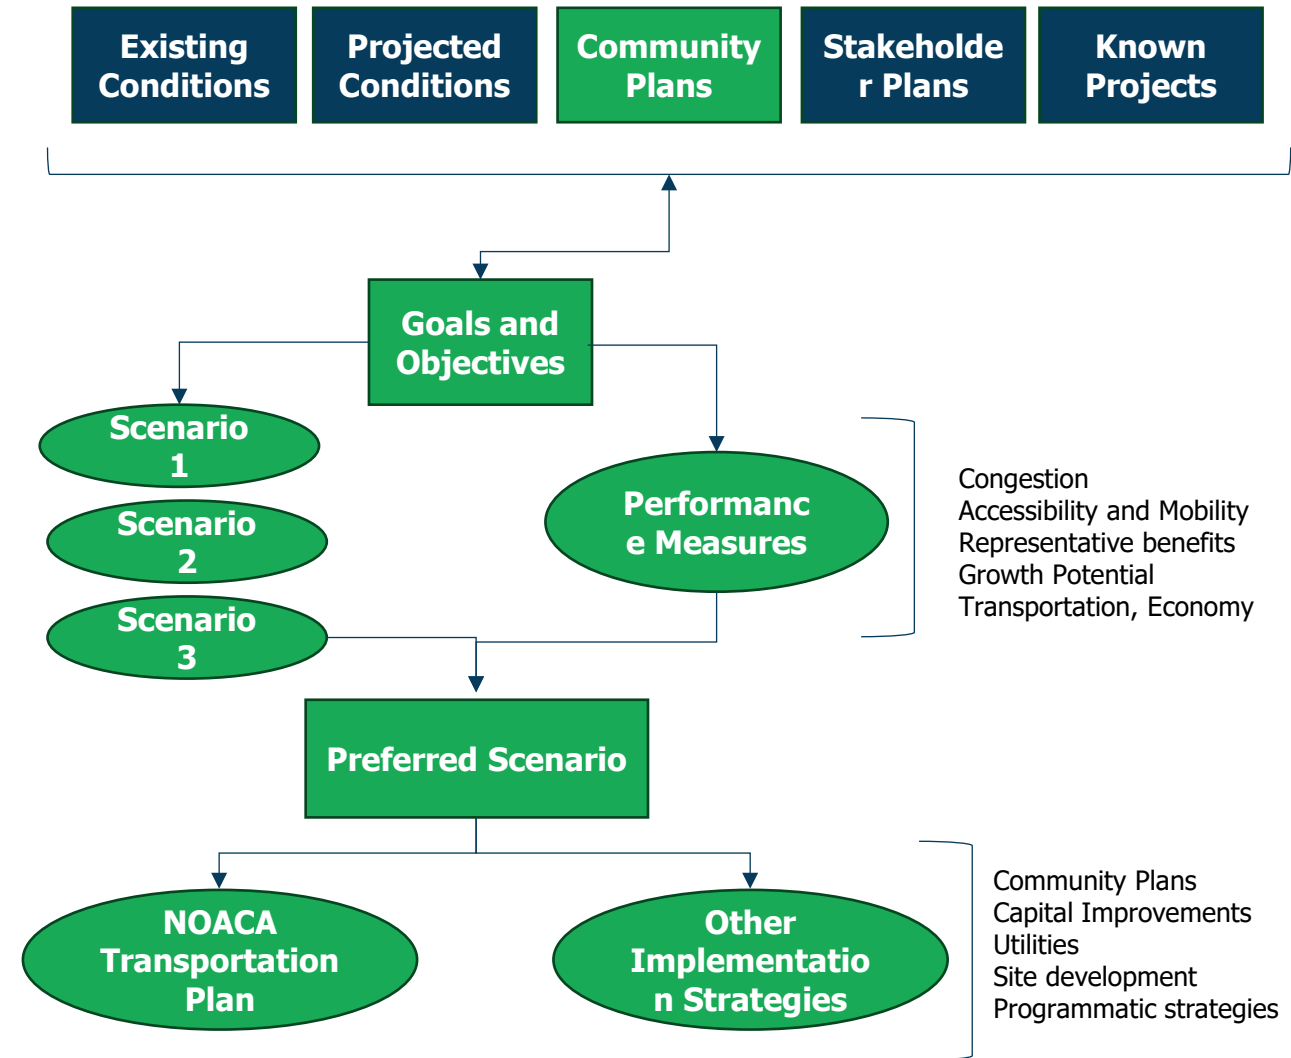 Existing
Conditions
Projected
Conditions
Community
Plans
Stakeholde
r Plans
Known
Projects
Goals and
Objectives
Scenario
1
Scenario
2
Scenario
3
Performanc
e Measures
Congestion
Accessibility and Mobility
Representative benefits
Growth Potential
Transportation, Economy
Preferred Scenario
NOACA
Transportation
Plan
Other
Implementatio
n Strategies
Community Plans
Capital Improvements
Utilities
Site development
Programmatic strategies